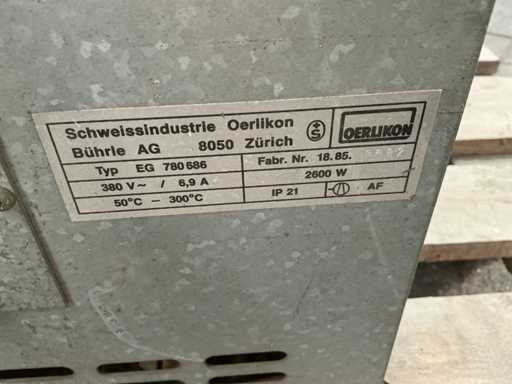 Schweissindustrie Oerlikon
Bührle AG 8050 Zürich
OERLIKON
Typ EG 780686
Fabr. Nr. 18.85.
380 V~ / 6,9 A
2600 W
50°C – 300°C
IP 21
AF